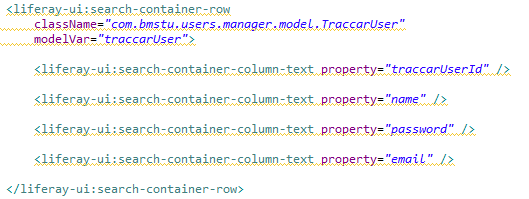 <liferay-ui:search-container-row
className="com.bmstu.users.manager.model.TraccarUser"
modelVar="traccarUser">
<liferay-ui:search-container-column-text property="traccarUserId" />
<liferay-ui:search-container-column-text property="name" />
<liferay-ui:search-container-column-text property="password" />
<liferay-ui:search-container-column-text property="email" />
</liferay-ui:search-container-row>